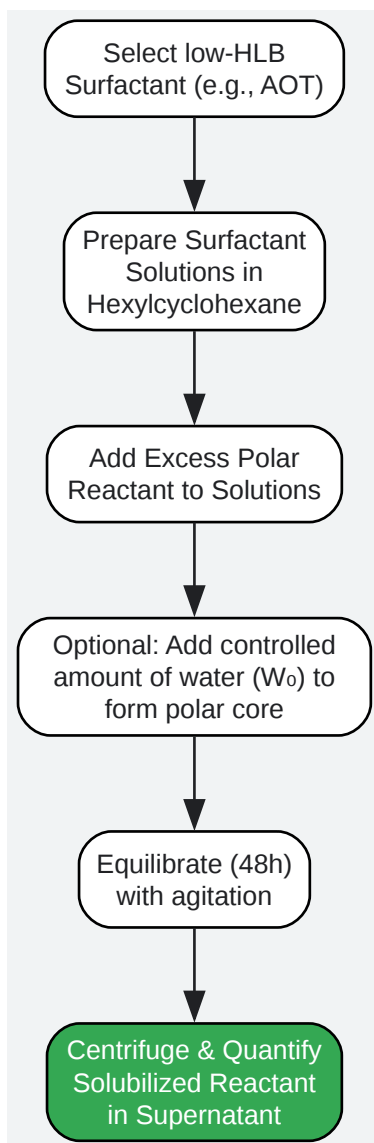 Select low-HLB
Surfactant (e.g., AOT)
Prepare Surfactant
Solutions in
Hexylcyclohexane
Add Excess Polar
Reactant to Solutions
Optional: Add controlled
amount of water (W₀) to
form polar core
Equilibrate (48h)
with agitation
Centrifuge & Quantify
Solubilized Reactant
in Supernatant